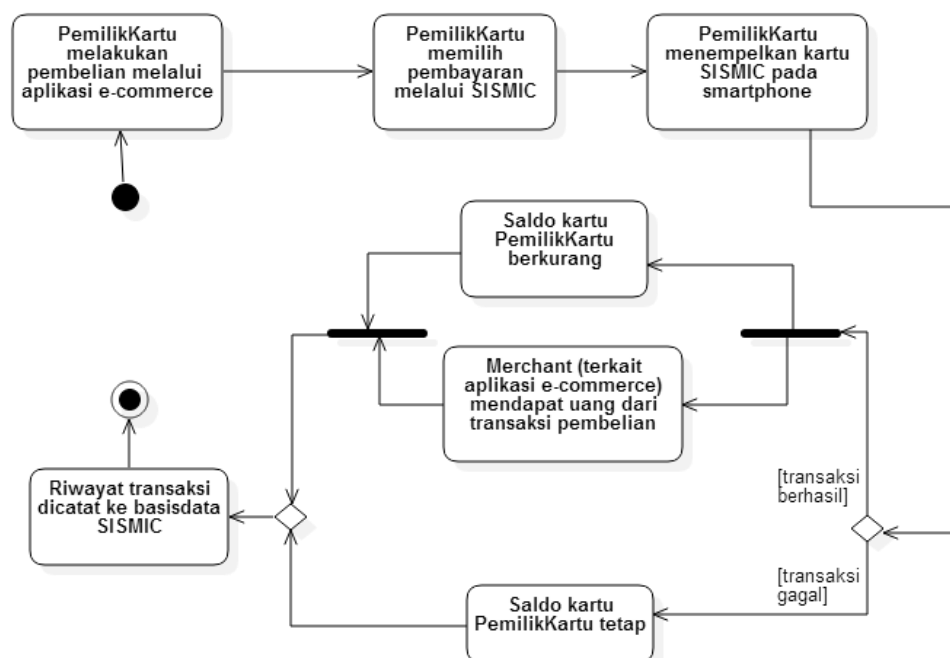 PemilikKartu
melakukan
pembelian melalui
aplikasi e-commerce
PemilikKartu
memilih
pembayaran
melalui SISMIC
PemilikKartu
menempelkan kartu
SISMIC pada
smartphone
Saldo kartu
PemilikKartu
berkurang
Merchant (terkait
aplikasi e-commerce)
mendapat uang dari
transaksi pembelian
[transaksi
berhasil]
[transaksi
gagal]
Saldo kartu
PemilikKartu tetap
Riwayat transaksi
dicatat ke basisdata
SISMIC